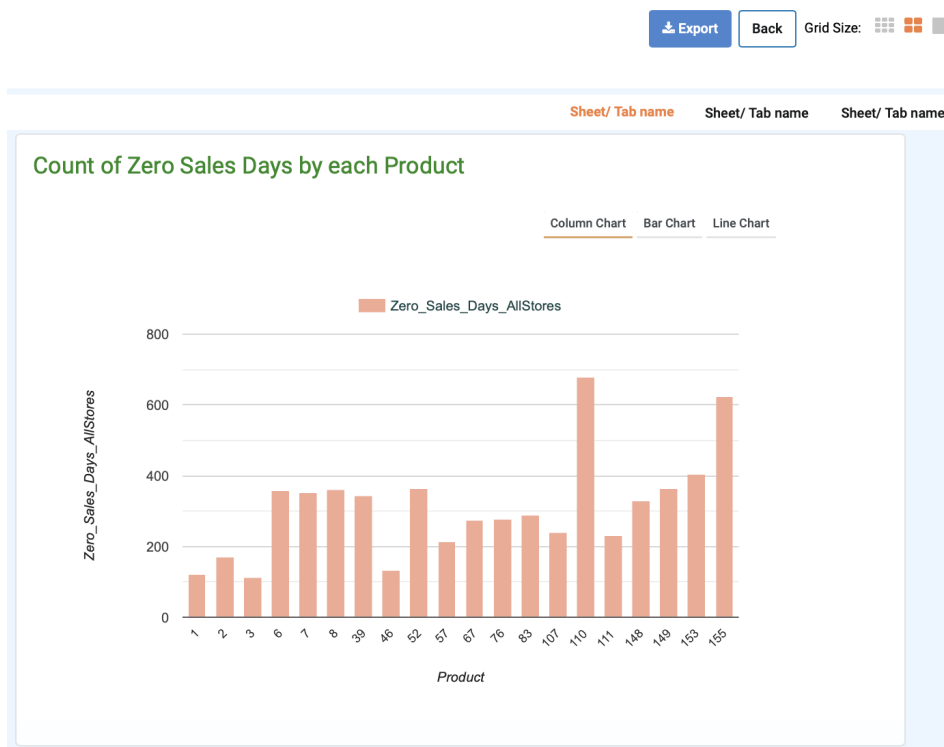 Export Back Grid Size:
Sheet/ Tab name Sheet/ Tab name Sheet/ Tab name
Count of Zero Sales Days by each Product
Column Chart Bar Chart Line Chart
Zero_Sales_Days_AllStores
800
600
400
200
0
Zero_Sales_Days_AllStores
1 2 3 6 7 8 39 46 52 57 67 76 83 107 110 111 148 149 153 155
Product